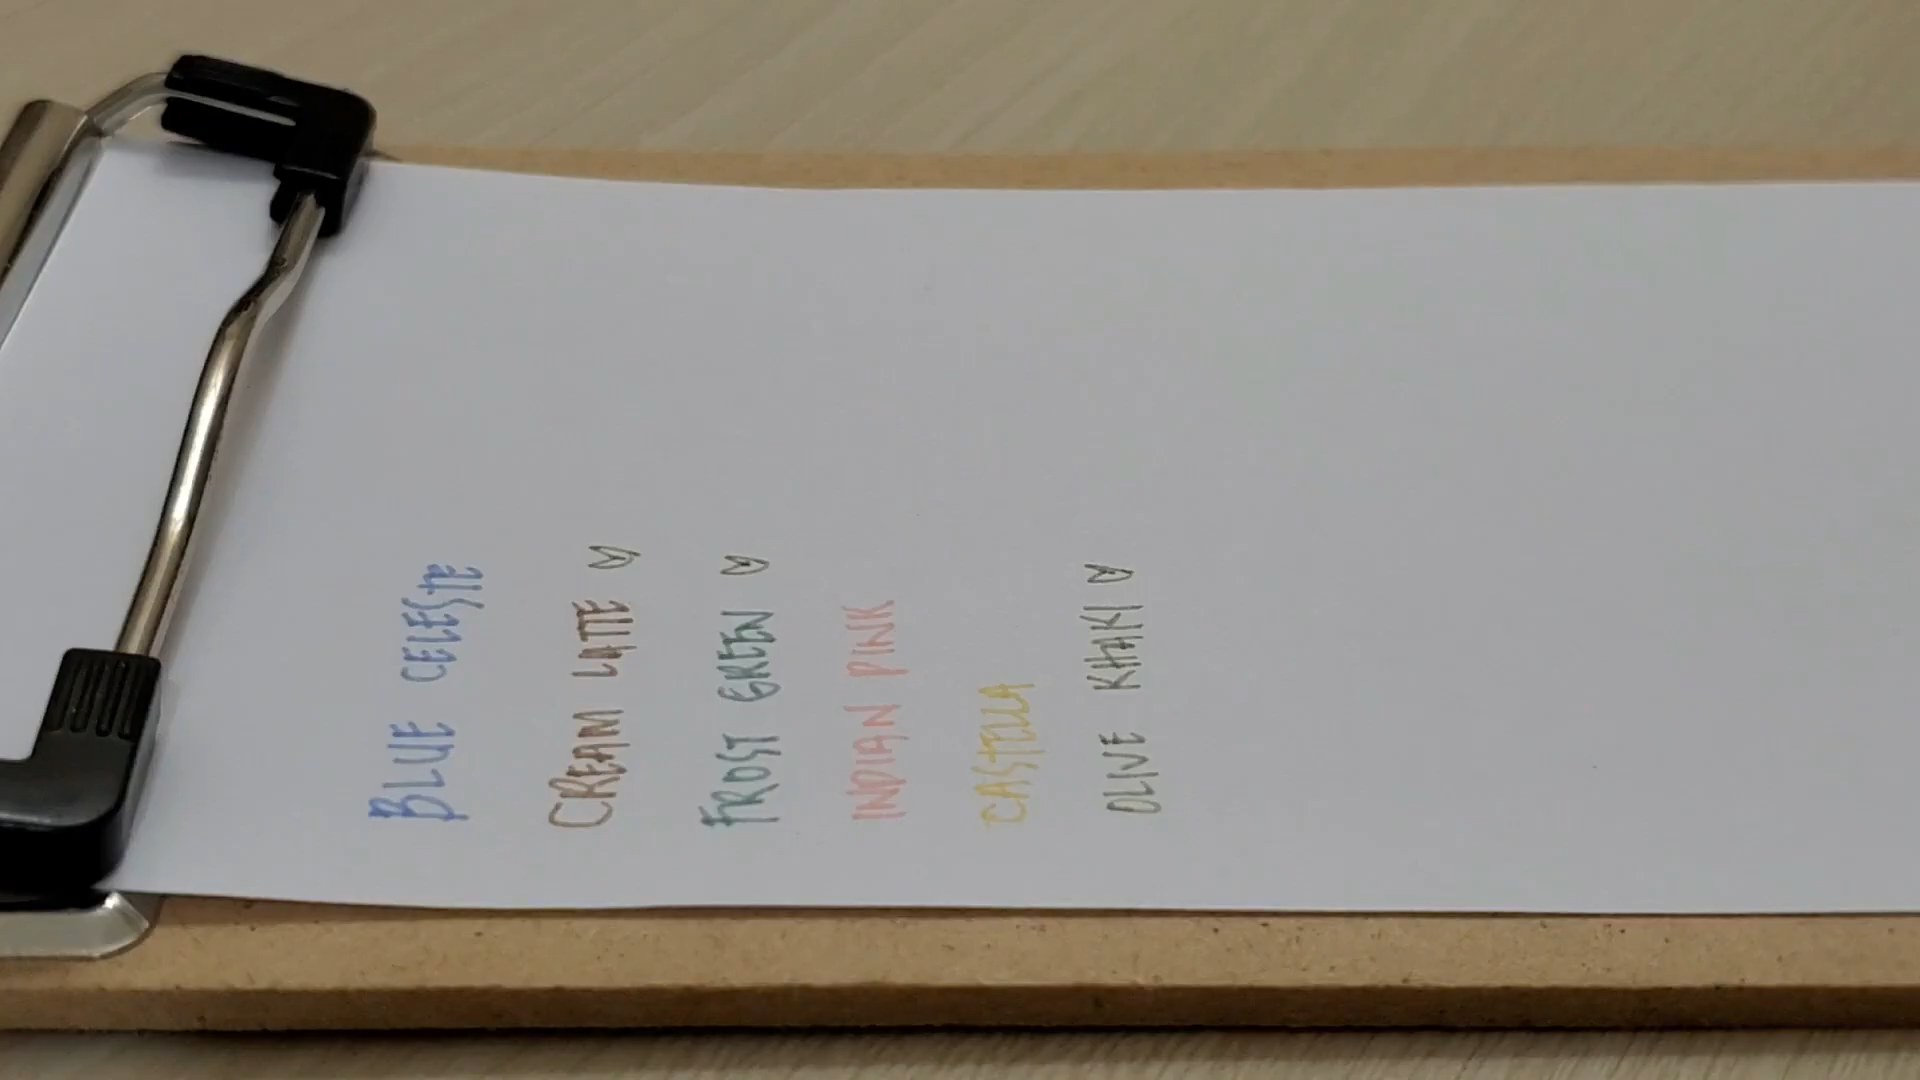 BLUE CELESTE
CREAM LATTE ♡
FROST GREEN ♡
INDIAN PINK
CASTELLA
OLIVE KHAKI ♡